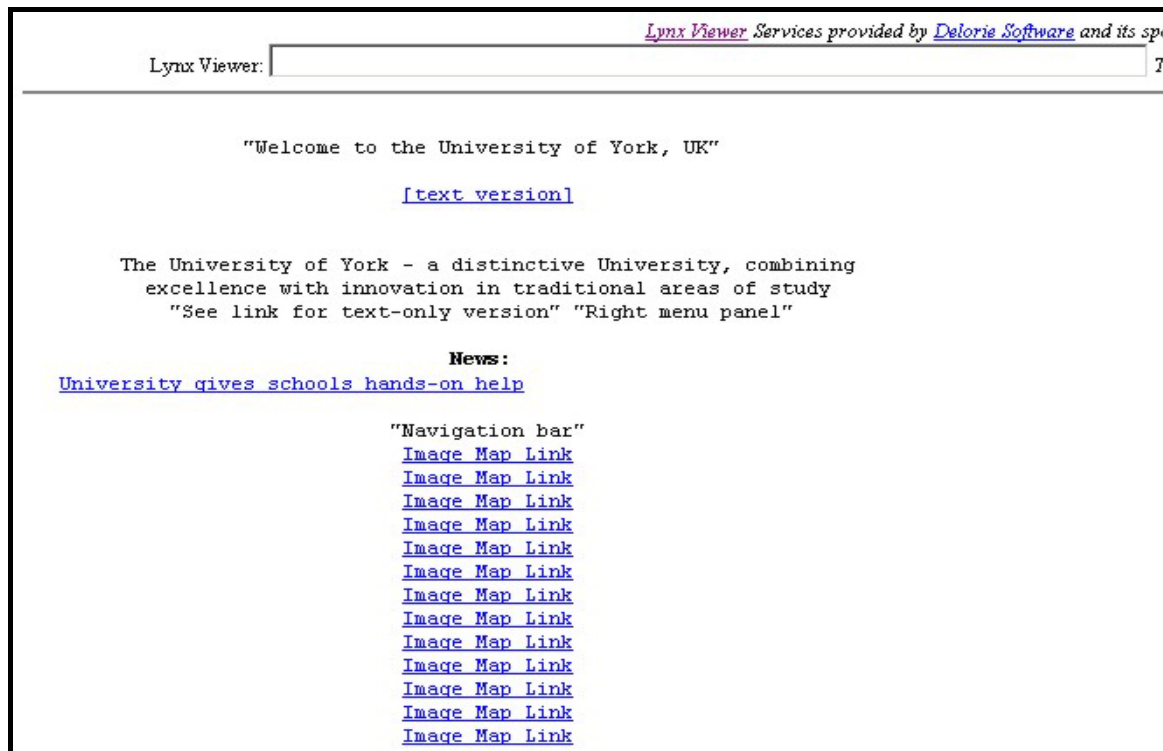 Lynx Viewer Services provided by Delorie Software and its
Lynx Viewer:
"Welcome to the University of York, UK"
[text version]
The University of York - a distinctive University, combining
excellence with innovation in traditional areas of study
"See link for text-only version" "Right menu panel"
News:
University gives schools hands-on help
"Navigation bar"
Image Map Link
Image Map Link
Image Map Link
Image Map Link
Image Map Link
Image Map Link
Image Map Link
Image Map Link
Image Map Link
Image Map Link
Image Map Link
Image Map Link
Image Map Link